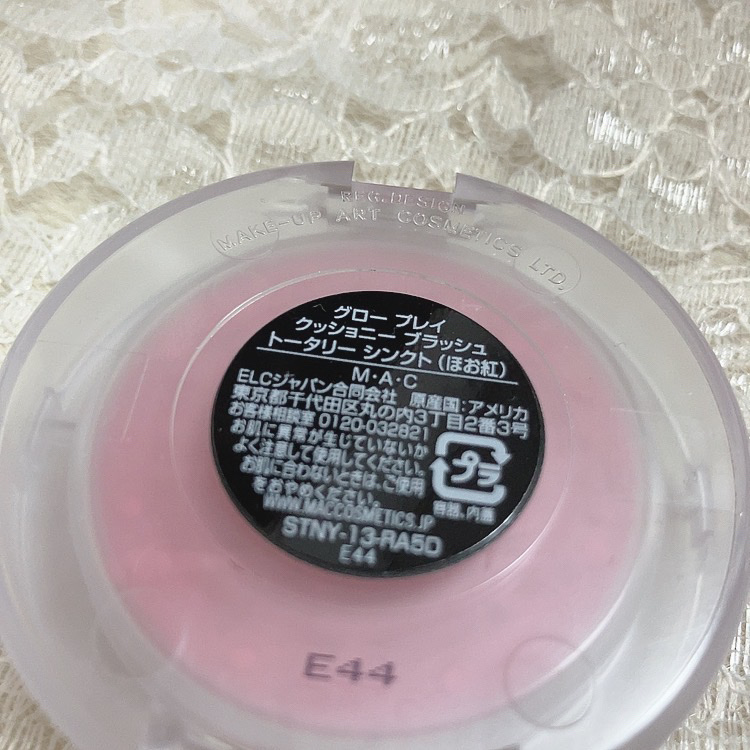 REG.DESIGN
MAKE-UP ART COSMETICS LTD.
グロー プレイ
クッショニー ブラッシュ
トータリー シンクト（ほお紅）
M・A・C
ELCジャパン合同会社 原産国：アメリカ
東京都千代田区丸の内3丁目2番3号
お客様相談室 0120-032821
お肌に異常が生じていないか
よく注意して使用してください。
お肌に合わないときは、ご使用
をおやめください。
プラ
容器、内蓋
WWW.MACCOSMETICS.JP
STNY-13-RA5D
E44
E44